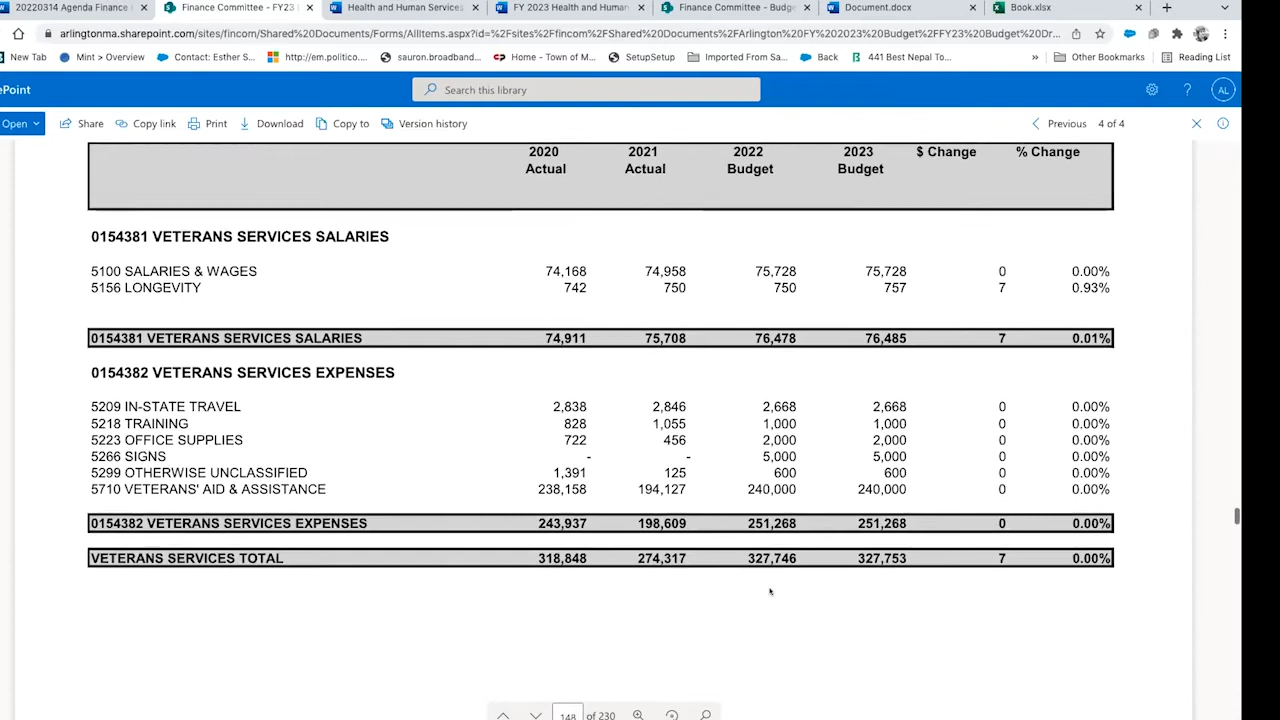 20220314 Agenda Finance Finance Committee - FY23 Health and Human Services FY 2023 Health and Human Finance Committee - Budge Document.docx Book.xlsx
arlingtonma.sharepoint.com/sites/fincom/Shared%20Documents/Forms/AllItems.aspx?id=%2Fsites%2Ffincom%2FShared%20Documents%2FArlington%20FY%202023%20Budget%2FFY23%20Budget%20Dr...
New Tab Mint > Overview Contact: Esther S... http://em.politico.... sauron.broadband... Home - Town of M... SetupSetup Imported From Sa... Back 441 Best Nepal To... » Other Bookmarks Reading List
ePoint Search this library ? AL
Open Share Copy link Print Download Copy to Version history Previous 4 of 4
2020 2021 2022 2023 $ Change % Change
Actual Actual Budget Budget
0154381 VETERANS SERVICES SALARIES
5100 SALARIES & WAGES 74,168 74,958 75,728 75,728 0 0.00%
5156 LONGEVITY 742 750 750 757 7 0.93%
0154381 VETERANS SERVICES SALARIES 74,911 75,708 76,478 76,485 7 0.01%
0154382 VETERANS SERVICES EXPENSES
5209 IN-STATE TRAVEL 2,838 2,846 2,668 2,668 0 0.00%
5218 TRAINING 828 1,055 1,000 1,000 0 0.00%
5223 OFFICE SUPPLIES 722 456 2,000 2,000 0 0.00%
5266 SIGNS - - 5,000 5,000 0 0.00%
5299 OTHERWISE UNCLASSIFIED 1,391 125 600 600 0 0.00%
5710 VETERANS' AID & ASSISTANCE 238,158 194,127 240,000 240,000 0 0.00%
0154382 VETERANS SERVICES EXPENSES 243,937 198,609 251,268 251,268 0 0.00%
VETERANS SERVICES TOTAL 318,848 274,317 327,746 327,753 7 0.00%
148 of 230